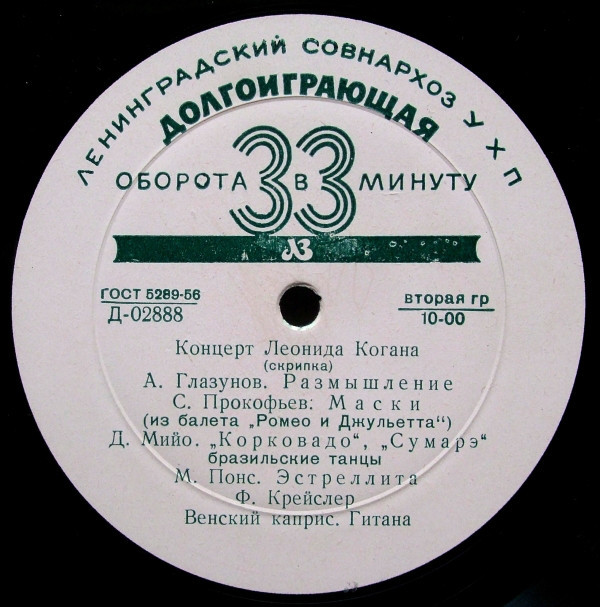 ЛЕНИНГРАДСКИЙ СОВНАРХОЗ УХП
ДОЛГОИГРАЮЩАЯ
ОБОРОТА 33 В МИНУТУ
ЛЗ
ГОСТ 5289-56
Д-02888
ВТОРАЯ ГР
10-00
Концерт Леонида Когана
(скрипка)
А. Глазунов. Размышление
С. Прокофьев: Маски
(из балета „Ромео и Джульетта“)
Д. Мийо. „Корковадо“, „Сумарэ“
бразильские танцы
М. Понс. Эстреллита
Ф. Крейслер
Венский каприс. Гитана